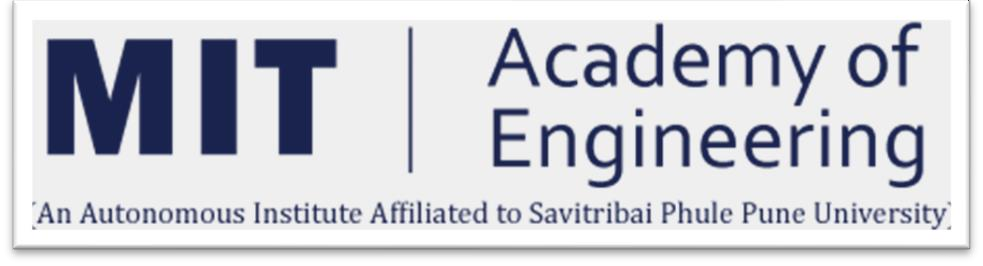 MIT
Academy of
Engineering
(An Autonomous Institute Affiliated to Savitribai Phule Pune University)